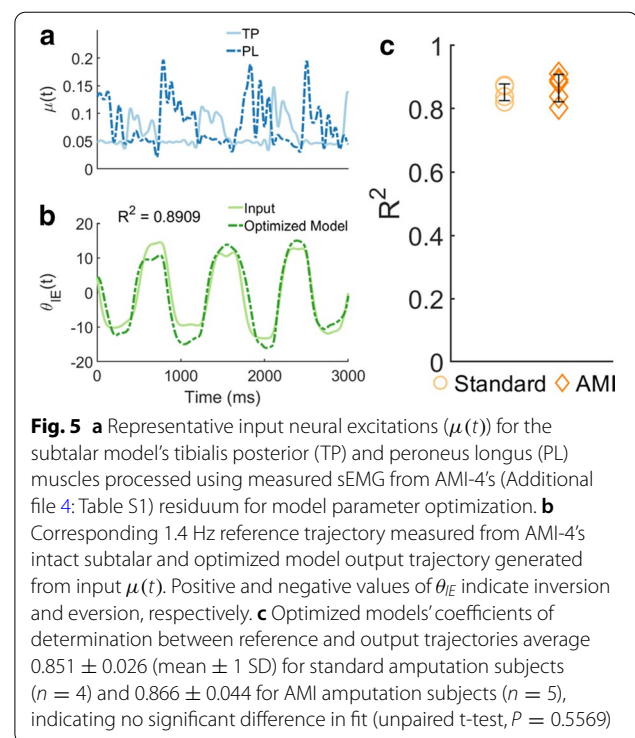 a
TP
PL
μ(t)
0.2
0.15
0.1
0.05
0
b
R² = 0.8909
Input
Optimized Model
θIE(t)
20
10
0
-10
-20
0
1000
2000
3000
Time (ms)
c
R²
1
0.8
0.6
0.4
0.2
0
Standard
AMI
Fig. 5 a Representative input neural excitations (μ(t)) for the
subtalar model's tibialis posterior (TP) and peroneus longus (PL)
muscles processed using measured sEMG from AMI-4's (Additional
file 4: Table S1) residuum for model parameter optimization. b
Corresponding 1.4 Hz reference trajectory measured from AMI-4's
intact subtalar and optimized model output trajectory generated
from input μ(t). Positive and negative values of θIE indicate inversion
and eversion, respectively. c Optimized models' coefficients of
determination between reference and output trajectories average
0.851 ± 0.026 (mean ± 1 SD) for standard amputation subjects
(n = 4) and 0.866 ± 0.044 for AMI amputation subjects (n = 5),
indicating no significant difference in fit (unpaired t-test, P = 0.5569)